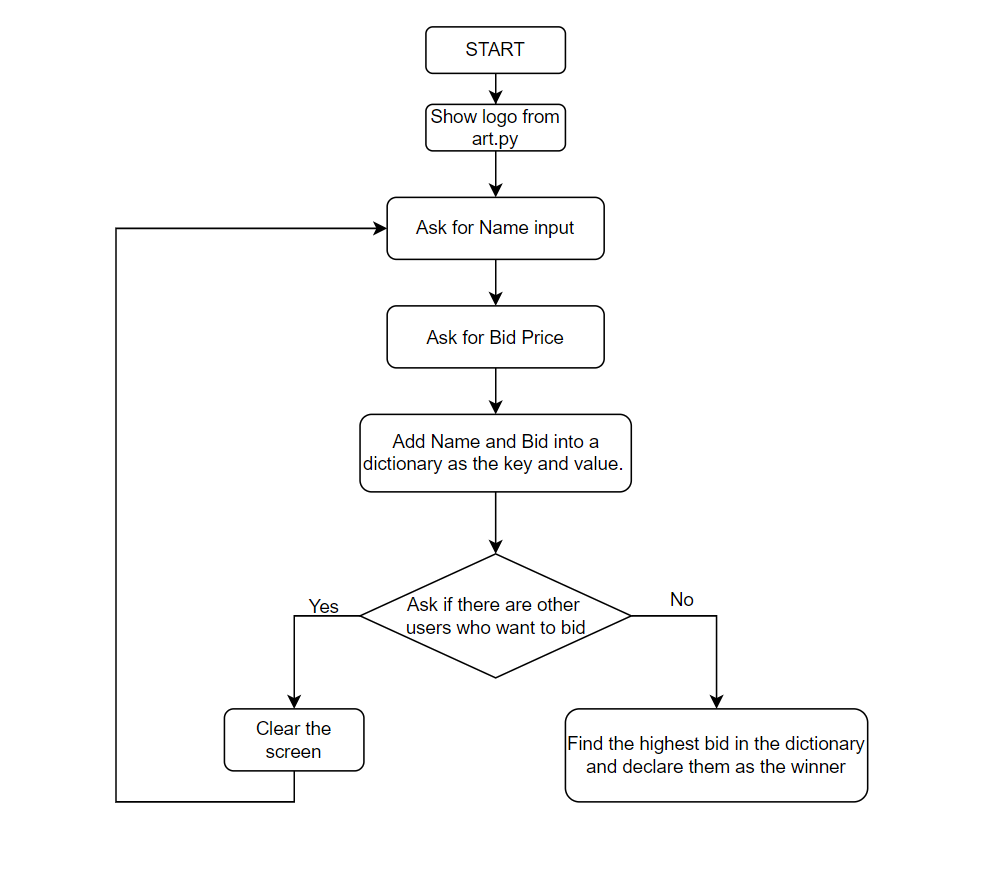 START
Show logo from
art.py
Ask for Name input
Ask for Bid Price
Add Name and Bid into a
dictionary as the key and value.
Ask if there are other
users who want to bid
Yes
No
Clear the
screen
Find the highest bid in the dictionary
and declare them as the winner